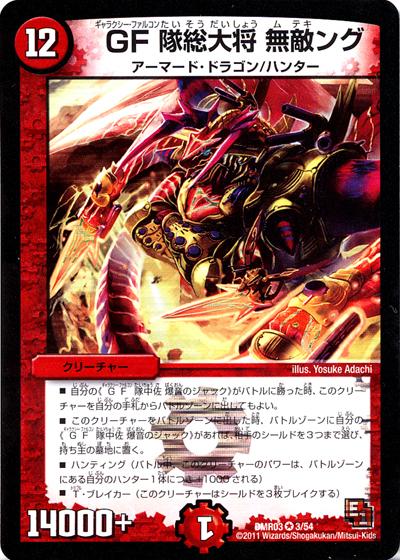 ギャラクシー・ファルコンたいそうだいしょう ムテキ
12
GF 隊総大将 無敵ング
アーマード・ドラゴン/ハンター
illus. Yosuke Adachi
クリーチャー
■ 自分の《GF 隊中佐 爆音のジャック》がバトルに勝った時、このクリー
チャーを自分の手札からバトルゾーンに出してもよい。
■ このクリーチャーをバトルゾーンに出した時、バトルゾーンに自分の
《GF 隊中佐 爆音のジャック》があれば、相手のシールドを3つまで選び、
持ち主の墓地に置く。
■ ハンティング(バトル中、このクリーチャーのパワーは、バトルゾーン
にある自分のハンター1体につき+1000される)
■ T・ブレイカー(このクリーチャーはシールドを3枚ブレイクする)
14000+
1
DMR03 3/54
©2011 Wizards/Shogakukan/Mitsui-Kids